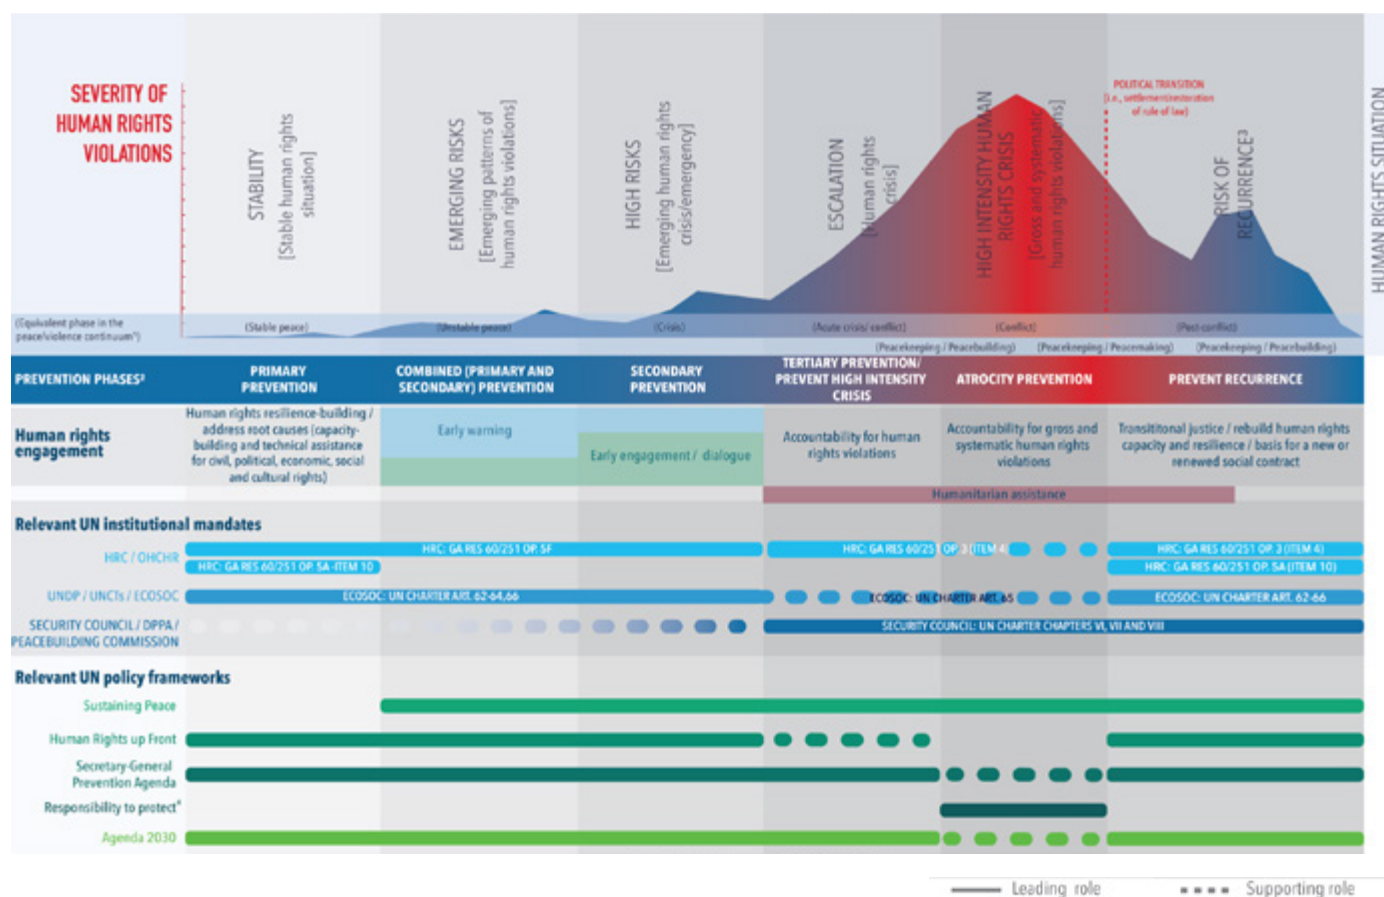 SEVERITY OF
HUMAN RIGHTS
VIOLATIONS
STABILITY
[Stable human rights
situation]
EMERGING RISKS
[Emerging patterns of
human rights violations]
HIGH RISKS
[Emerging human rights
crisis/emergency]
ESCALATION
[Human rights
crisis]
HIGH INTENSITY HUMAN
RIGHTS CRISIS
[Gross and systematic
human rights violations]
POLITICAL TRANSITION
[i.e., settlement/restoration
of rule of law]
RISK OF
RECURRENCE³
HUMAN RIGHTS SITUATION
(Equivalent phase in the
peace/violence continuum¹)
(Stable peace)
(Unstable peace)
(Crisis)
(Acute crisis/ conflict)
(Conflict)
(Post-conflict)
(Peacekeeping / Peacebuilding)
(Peacekeeping / Peacemaking)
(Peacekeeping / Peacebuilding)
PREVENTION PHASES²
PRIMARY
PREVENTION
COMBINED (PRIMARY AND
SECONDARY) PREVENTION
SECONDARY
PREVENTION
TERTIARY PREVENTION/
PREVENT HIGH INTENSITY
CRISIS
ATROCITY PREVENTION
PREVENT RECURRENCE
Human rights
engagement
Human rights resilience-building /
address root causes (capacity-
building and technical assistance
for civil, political, economic, social
and cultural rights)
Early warning
Early engagement / dialogue
Accountability for human
rights violations
Accountability for gross and
systematic human rights
violations
Transititonal justice / rebuild human rights
capacity and resilience / basis for a new or
renewed social contract
Humanitarian assistance
Relevant UN institutional mandates
HRC / OHCHR
HRC: GA RES 60/251 OP. 5F
HRC: GA RES 60/251 OP. 3 (ITEM 4)
HRC: GA RES 60/251 OP. 3 (ITEM 4)
HRC: GA RES 60/251 OP. 5A -ITEM 10
HRC: GA RES 60/251 OP. 5A (ITEM 10)
UNDP / UNCTs / ECOSOC
ECOSOC: UN CHARTER ART. 62-64,66
ECOSOC: UN CHARTER ART. 65
ECOSOC: UN CHARTER ART. 62-66
SECURITY COUNCIL / DPPA /
PEACEBUILDING COMMISSION
SECURITY COUNCIL: UN CHARTER CHAPTERS VI, VII AND VIII
Relevant UN policy frameworks
Sustaining Peace
Human Rights up Front
Secretary-General
Prevention Agenda
Responsibility to protect⁴
Agenda 2030
Leading role
Supporting role